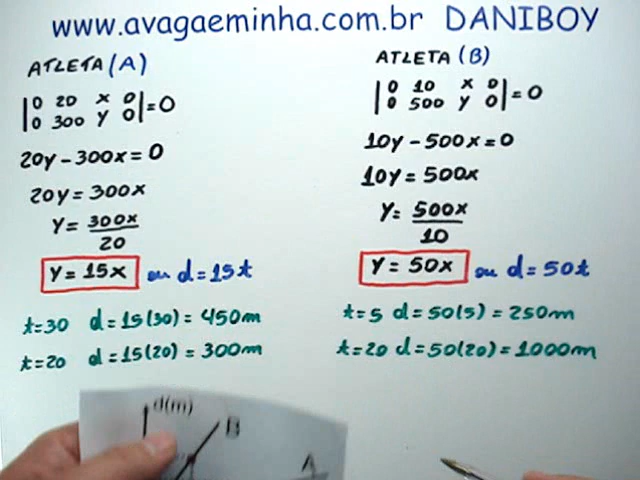 www.avagaeminha.com.br DANIBOY
ATLETA (A)
|0 20 x 0|
|0 300 y 0| = 0
20y - 300x = 0
20y = 300x
y = 300x
20
y = 15x ou d = 15t
t=30 d = 15(30) = 450m
t=20 d = 15(20) = 300m
ATLETA (B)
|0 10 x 0|
|0 500 y 0| = 0
10y - 500x = 0
10y = 500x
y = 500x
10
y = 50x ou d = 50t
t=5 d = 50(5) = 250m
t=20 d = 50(20) = 1000m
d(m)
B
A